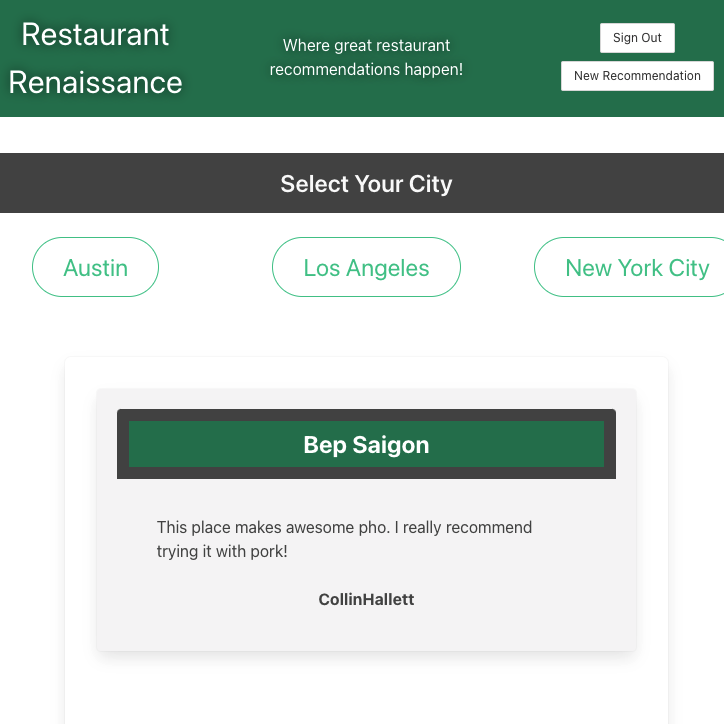 Restaurant
Renaissance
Where great restaurant
recommendations happen!
Sign Out
New Recommendation
Select Your City
Austin
Los Angeles
New York City
Bep Saigon
This place makes awesome pho. I really recommend
trying it with pork!
CollinHallett